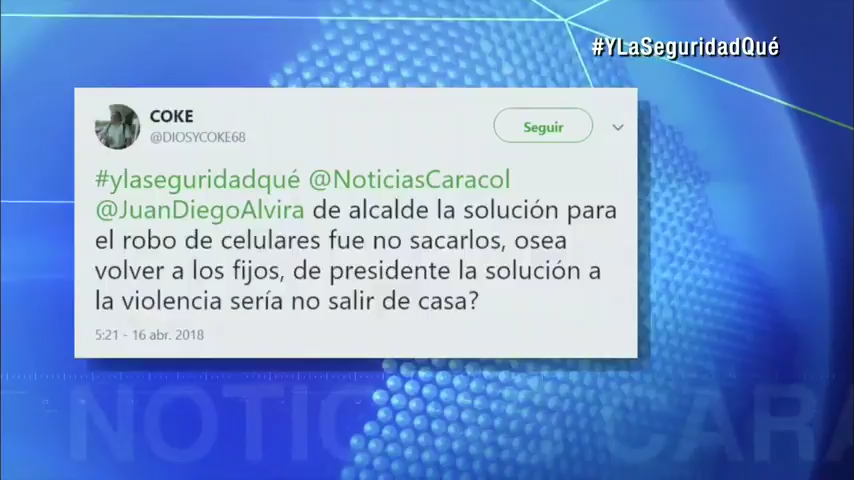 #YLaSeguridadQué
COKE
@DIOSYCOKE68
Seguir
#ylaseguridadqué @NoticiasCaracol
@JuanDiegoAlvira de alcalde la solución para
el robo de celulares fue no sacarlos, osea
volver a los fijos, de presidente la solución a
la violencia sería no salir de casa?
5:21 - 16 abr. 2018
NOTIC
CARA